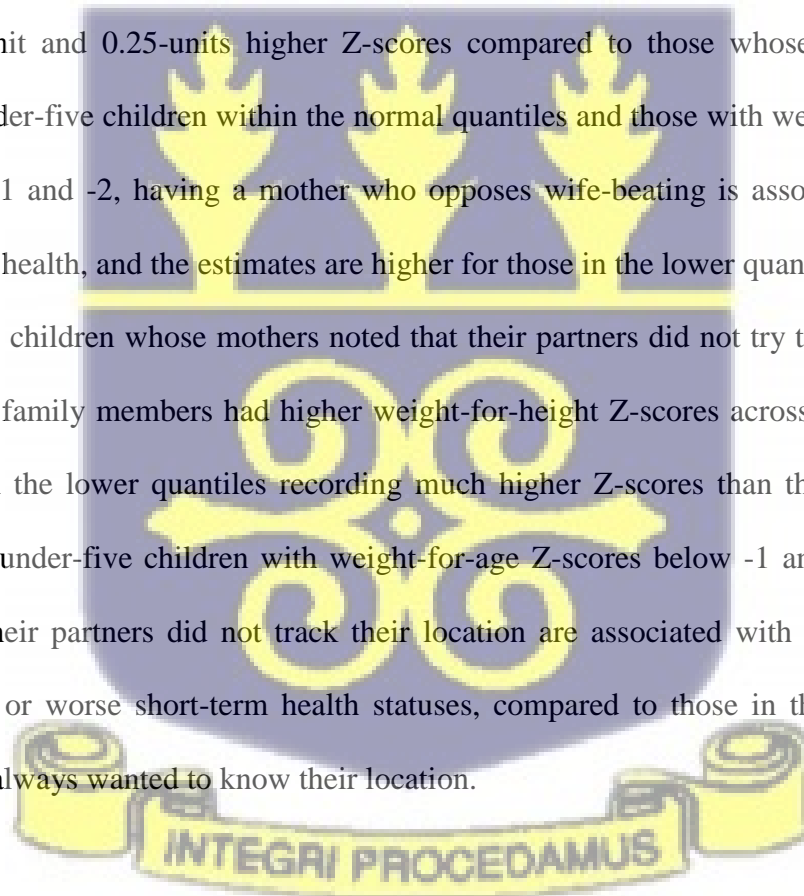 nit and 0.25-units higher Z-scores compared to those whose
der-five children within the normal quantiles and those with we
1 and -2, having a mother who opposes wife-beating is asso
health, and the estimates are higher for those in the lower quan
children whose mothers noted that their partners did not try t
family members had higher weight-for-height Z-scores across
the lower quantiles recording much higher Z-scores than th
under-five children with weight-for-age Z-scores below -1 an
heir partners did not track their location are associated with
or worse short-term health statuses, compared to those in th
always wanted to know their location.
INTEGRI PROCEDAMUS